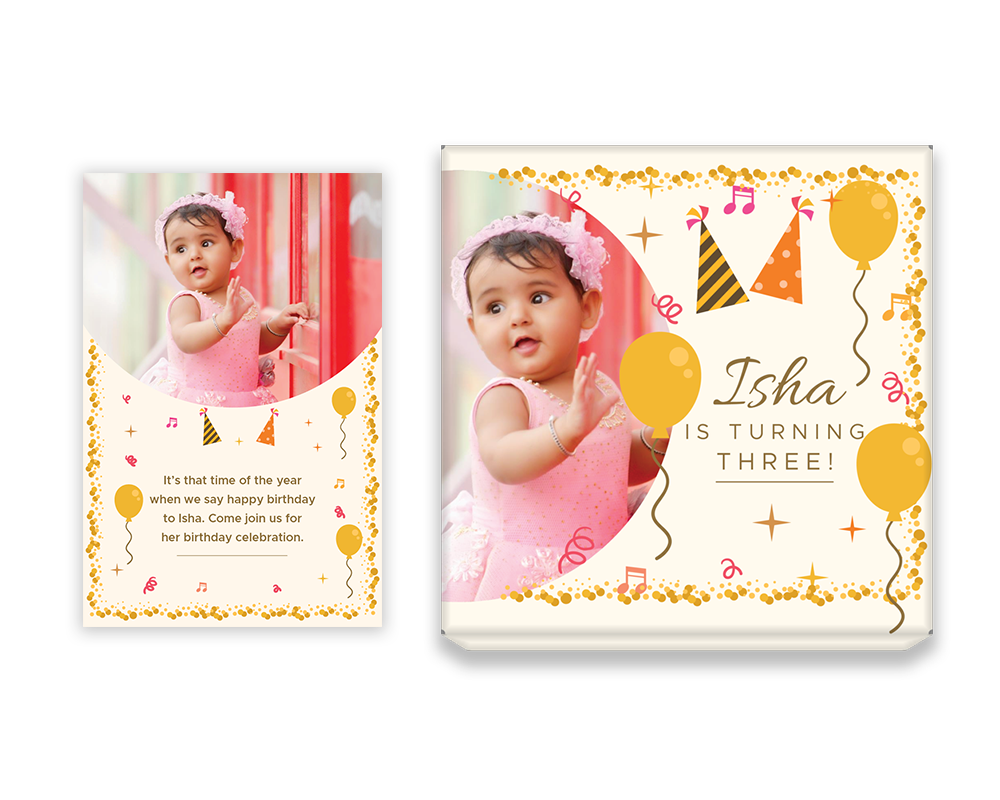 It's that time of the year
when we say happy birthday
to Isha. Come join us for
her birthday celebration.
Isha
IS TURNING
THREE!